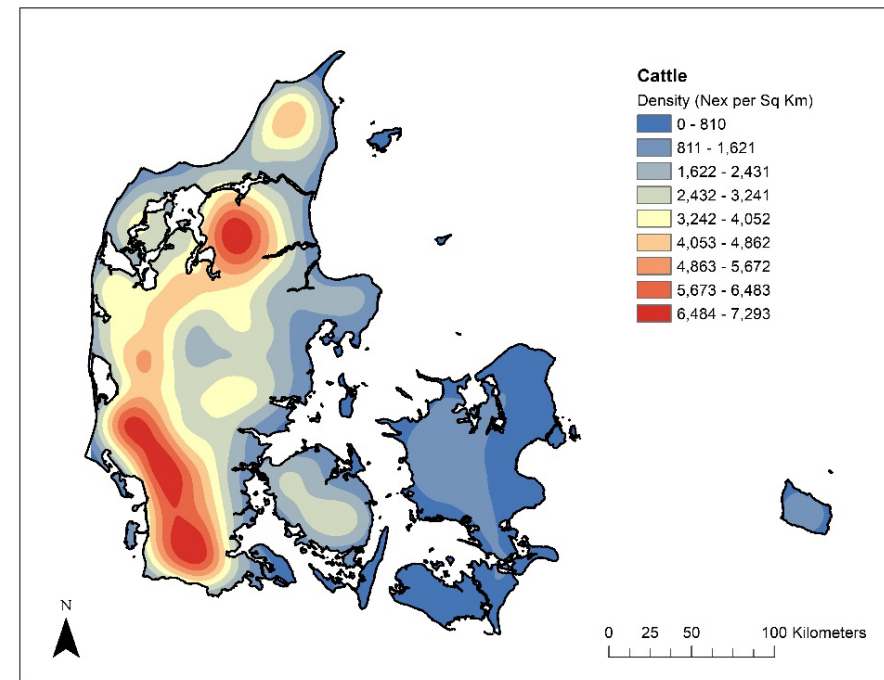 Cattle
Density (Nex per Sq Km)
0 - 810
811 - 1,621
1,622 - 2,431
2,432 - 3,241
3,242 - 4,052
4,053 - 4,862
4,863 - 5,672
5,673 - 6,483
6,484 - 7,293
N
0 25 50 100 Kilometers